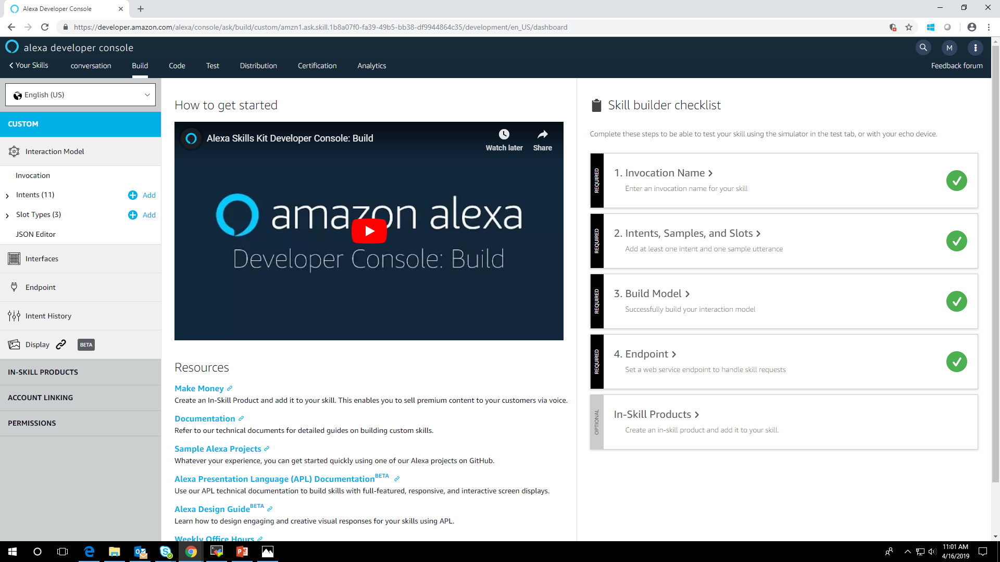 Alexa Developer Console
https://developer.amazon.com/alexa/console/ask/build/custom/amzn1.ask.skill.1b8a07f0-fa39-49b5-bb38-df9944864c35/development/en_US/dashboard
alexa developer console
M
Your Skills
conversation
Build
Code
Test
Distribution
Certification
Analytics
Feedback forum
English (US)
CUSTOM
Interaction Model
Invocation
Intents (11)
Add
Slot Types (3)
Add
JSON Editor
Interfaces
Endpoint
Intent History
Display
BETA
IN-SKILL PRODUCTS
ACCOUNT LINKING
PERMISSIONS
How to get started
Alexa Skills Kit Developer Console: Build
Watch later
Share
amazon alexa
Developer Console: Build
Resources
Make Money
Create an In-Skill Product and add it to your skill. This enables you to sell premium content to your customers via voice.
Documentation
Refer to our technical documents for detailed guides on building custom skills.
Sample Alexa Projects
Whatever your experience, you can get started quickly using one of our Alexa projects on GitHub.
Alexa Presentation Language (APL) Documentation BETA
Use our APL technical documentation to build skills with full-featured, responsive, and interactive screen displays.
Alexa Design Guide BETA
Learn how to design engaging and creative visual responses for your skills using APL.
Weekly Office Hours
Skill builder checklist
Complete these steps to be able to test your skill using the simulator in the test tab, or with your echo device.
REQUIRED
1. Invocation Name
Enter an invocation name for your skill
REQUIRED
2. Intents, Samples, and Slots
Add at least one intent and one sample utterance
REQUIRED
3. Build Model
Successfully build your interaction model
REQUIRED
4. Endpoint
Set a web service endpoint to handle skill requests
OPTIONAL
In-Skill Products
Create an in-skill product and add it to your skill.
11:01 AM
4/16/2019